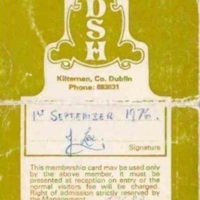 DSH
Kilternan, Co. Dublin
Phone: 893631
1st SEPTEMBER 1976.
Signature
This membership card may be used only
by the above member, it must be
presented at reception on entry or the
normal visitors fee will be charged.
Right of admission strictly reserved by
the Management.